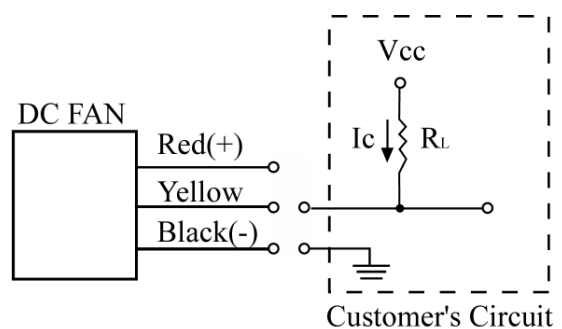 Vcc
DC FAN
Red(+)
Ic
RL
Yellow
Black(-)
Customer's Circuit